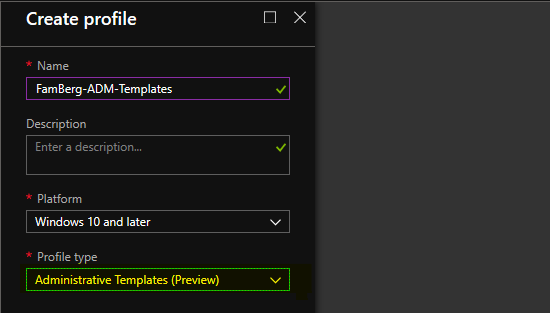 Create profile
* Name
FamBerg-ADM-Templates
Description
Enter a description...
* Platform
Windows 10 and later
* Profile type
Administrative Templates (Preview)